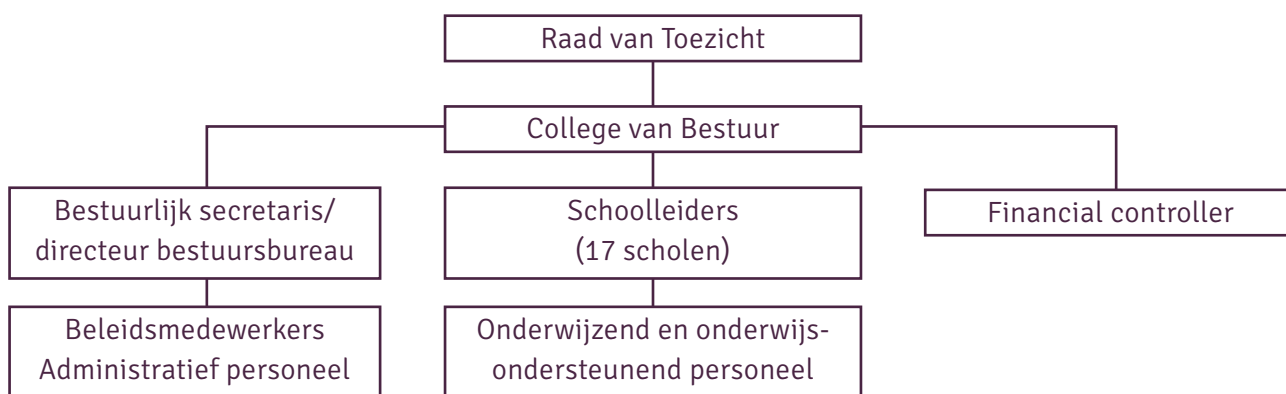 Raad van Toezicht
College van Bestuur
Bestuurlijk secretaris/
directeur bestuursbureau
Schoolleiders
(17 scholen)
Financial controller
Beleidsmedewerkers
Administratief personeel
Onderwijzend en onderwijs-
ondersteunend personeel